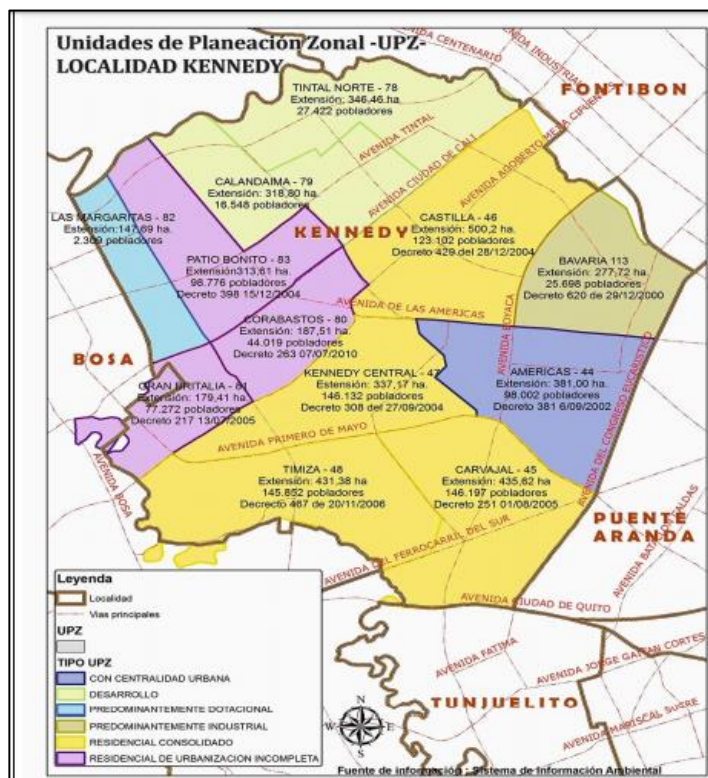 Unidades de Planeación Zonal -UPZ-
LOCALIDAD KENNEDY
AVENIDA CENTENARIO
AVENIDA INDUSTRIAL
FONTIBON
TINTAL NORTE - 78
Extensión: 346,46 ha.
27.422 pobladores
AVENIDA TINTAL
AVENIDA CIUDAD DE CALI
AVENIDA AGOBERTO MEJIA CIFUENTES
CALANDAIMA - 79
Extensión: 318,80 ha.
16.548 pobladores
LAS MARGARITAS - 82
Extensión:147,69 ha.
2.309 pobladores
KENNEDY
CASTILLA - 46
Extensión: 500,2 ha.
123.102 pobladores
Decreto 429 del 28/12/2004
PATIO BONITO - 83
Extensión313,61 ha.
98.776 pobladores
Decreto 398 15/12/2004
BAVARIA 113
Extensión: 277,72 ha.
25.698 pobladores
Decreto 620 de 29/12/2000
CORABASTOS - 80
Extensión: 187,51 ha.
44.019 pobladores
Decreto 263 07/07/2010
AVENIDA DE LAS AMERICAS
AVENIDA BOYACA
BOSA
KENNEDY CENTRAL - 47
Extensión: 337,17 ha.
146.132 pobladores
Decreto 308 del 27/09/2004
AMERICAS - 44
Extensión: 381,00 ha.
98.002 pobladores
Decreto 381 6/09/2002
GRAN BRITALIA - 81
Extensión: 179,41 ha.
77.272 pobladores
Decreto 217 13/07/2005
AVENIDA DEL CONGRESO EUCARISTICO
AVENIDA PRIMERO DE MAYO
AVENIDA BOSA
TIMIZA - 48
Extensión: 431,38 ha
145.852 pobladores
Decreto 467 de 20/11/2006
CARVAJAL - 45
Extensión: 435,62 ha
146.197 pobladores
Decreto 251 01/08/2005
PUENTE
ARANDA
AVENIDA DEL FERROCARRIL DEL SUR
AVENIDA CIUDAD DE QUITO
AVENIDA FATIMA
AVENIDA JORGE GAITAN CORTES
TUNJUELITO
AVENIDA MARISCAL SUCRE
Leyenda
Localidad
Vias principales
UPZ
TIPO UPZ
CON CENTRALIDAD URBANA
DESARROLLO
PREDOMINANTEMENTE DOTACIONAL
PREDOMINANTEMENTE INDUSTRIAL
RESIDENCIAL CONSOLIDADO
RESIDENCIAL DE URBANIZACION INCOMPLETA
N
W E
S
Fuente de información : Sistema de Información Ambiental